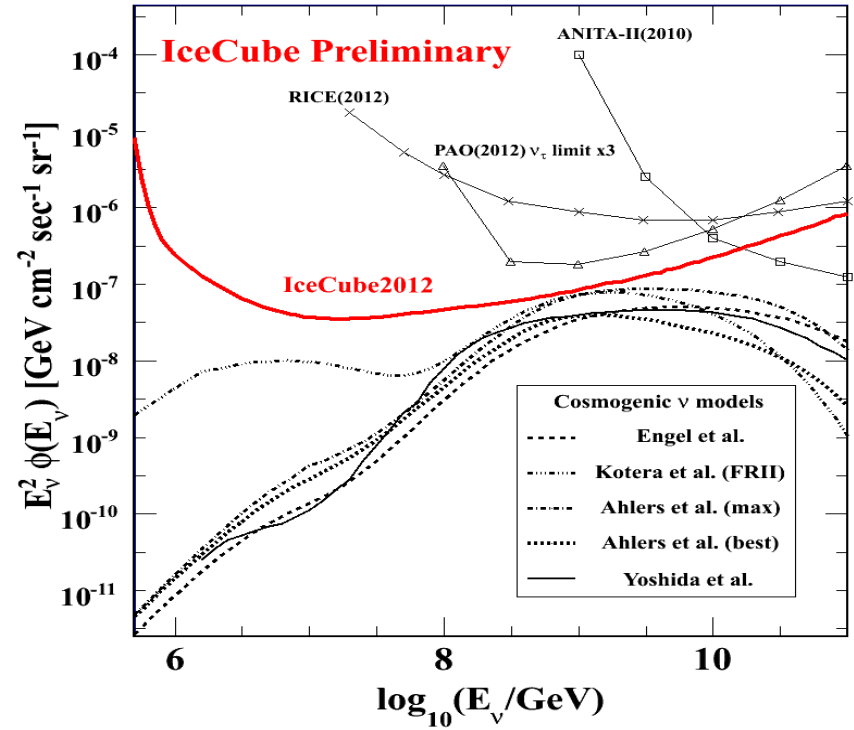 IceCube Preliminary
ANITA-II(2010)
RICE(2012)
PAO(2012) ντ limit x3
IceCube2012
Cosmogenic ν models
Engel et al.
Kotera et al. (FRII)
Ahlers et al. (max)
Ahlers et al. (best)
Yoshida et al.
E²ν φ(Eν) [GeV cm⁻² sec⁻¹ sr⁻¹]
10⁻⁴
10⁻⁵
10⁻⁶
10⁻⁷
10⁻⁸
10⁻⁹
10⁻¹⁰
10⁻¹¹
6 8 10
log₁₀(Eν/GeV)